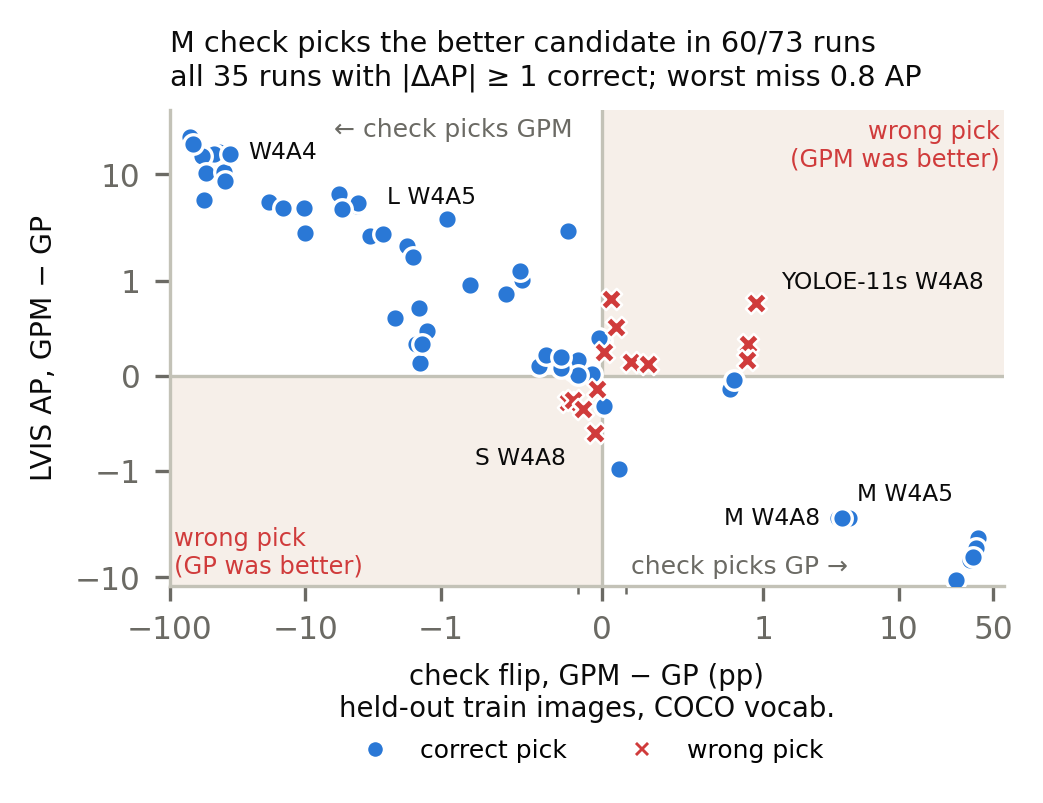 M check picks the better candidate in 60/73 runs
all 35 runs with |ΔAP| ≥ 1 correct; worst miss 0.8 AP
← check picks GPM
wrong pick
(GPM was better)
W4A4
L W4A5
YOLOE-11s W4A8
S W4A8
M W4A5
M W4A8
wrong pick
(GP was better)
check picks GP →
LVIS AP, GPM − GP
10
1
0
−1
−10
−100
−10
−1
0
1
10
50
check flip, GPM − GP (pp)
held-out train images, COCO vocab.
correct pick
wrong pick